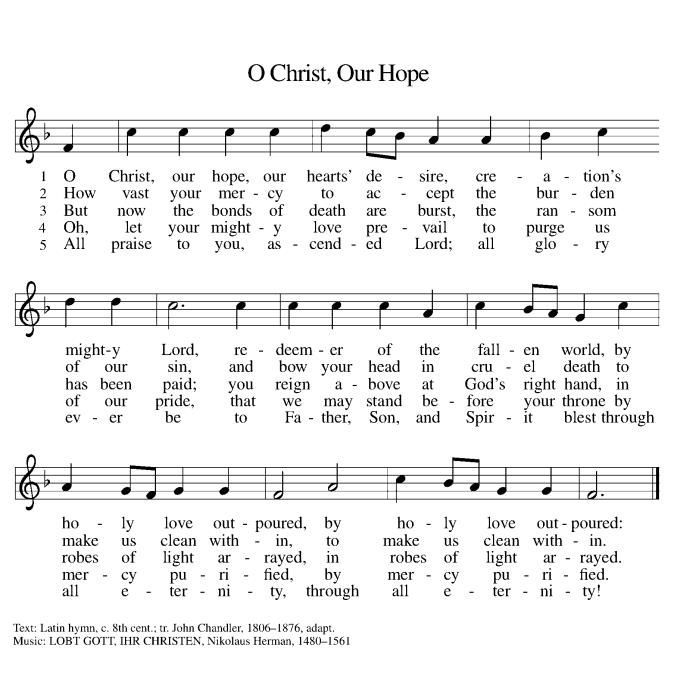 O Christ, Our Hope
1 O Christ, our hope, our hearts' de - sire, cre - a - tion's
2 How vast your mer - cy to ac - cept the bur - den
3 But now the bonds of death are burst, the ran - som
4 Oh, let your might - y love pre - vail to purge us
5 All praise to you, as - cend - ed Lord; all glo - ry
might-y Lord, re - deem - er of the fall - en world, by
of our sin, and bow your head in cru - el death to
has been paid; you reign a - bove at God's right hand, in
of our pride, that we may stand be - fore your throne by
ev - er be to Fa - ther, Son, and Spir - it blest through
ho - ly love out - poured, by ho - ly love out - poured:
make us clean with - in, to make us clean with - in.
robes of light ar - rayed, in robes of light ar - rayed.
mer - cy pu - ri - fied, by mer - cy pu - ri - fied.
all e - ter - ni - ty, through all e - ter - ni - ty!
Text: Latin hymn, c. 8th cent.; tr. John Chandler, 1806–1876, adapt.
Music: LOBT GOTT, IHR CHRISTEN, Nikolaus Herman, 1480–1561